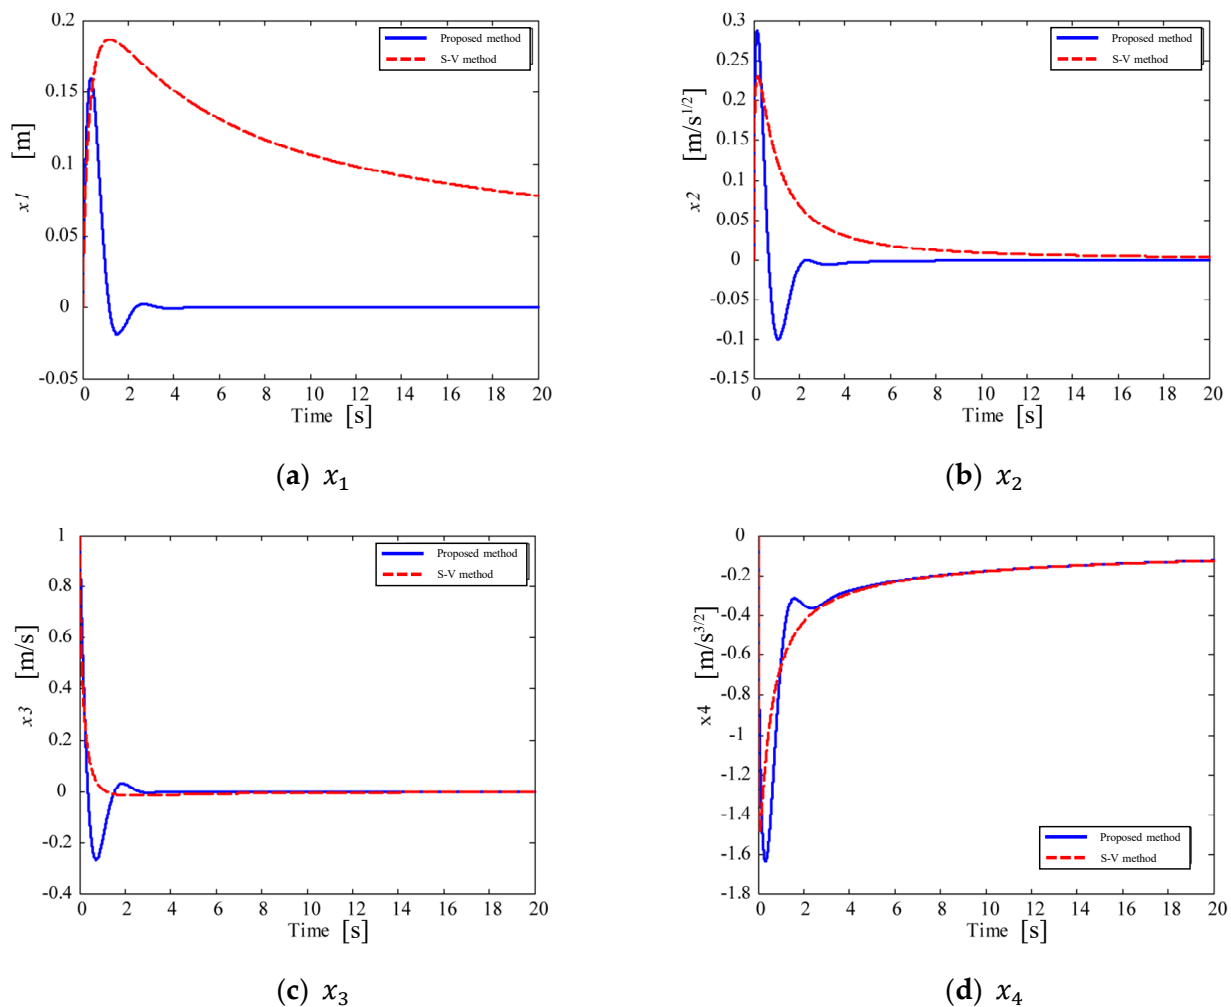 0.2
0.15
0.1
0.05
0
-0.05
x1 [m]
Proposed method
S-V method
0 2 4 6 8 10 12 14 16 18 20
Time [s]
(a) x₁
0.3
0.25
0.2
0.15
0.1
0.05
0
-0.05
-0.1
-0.15
x2 [m/s^1/2]
Proposed method
S-V method
0 2 4 6 8 10 12 14 16 18 20
Time [s]
(b) x₂
1
0.8
0.6
0.4
0.2
0
-0.2
-0.4
x3 [m/s]
Proposed method
S-V method
0 2 4 6 8 10 12 14 16 18 20
Time [s]
(c) x₃
0
-0.2
-0.4
-0.6
-0.8
-1
-1.2
-1.4
-1.6
-1.8
x4 [m/s^3/2]
Proposed method
S-V method
0 2 4 6 8 10 12 14 16 18 20
Time [s]
(d) x₄